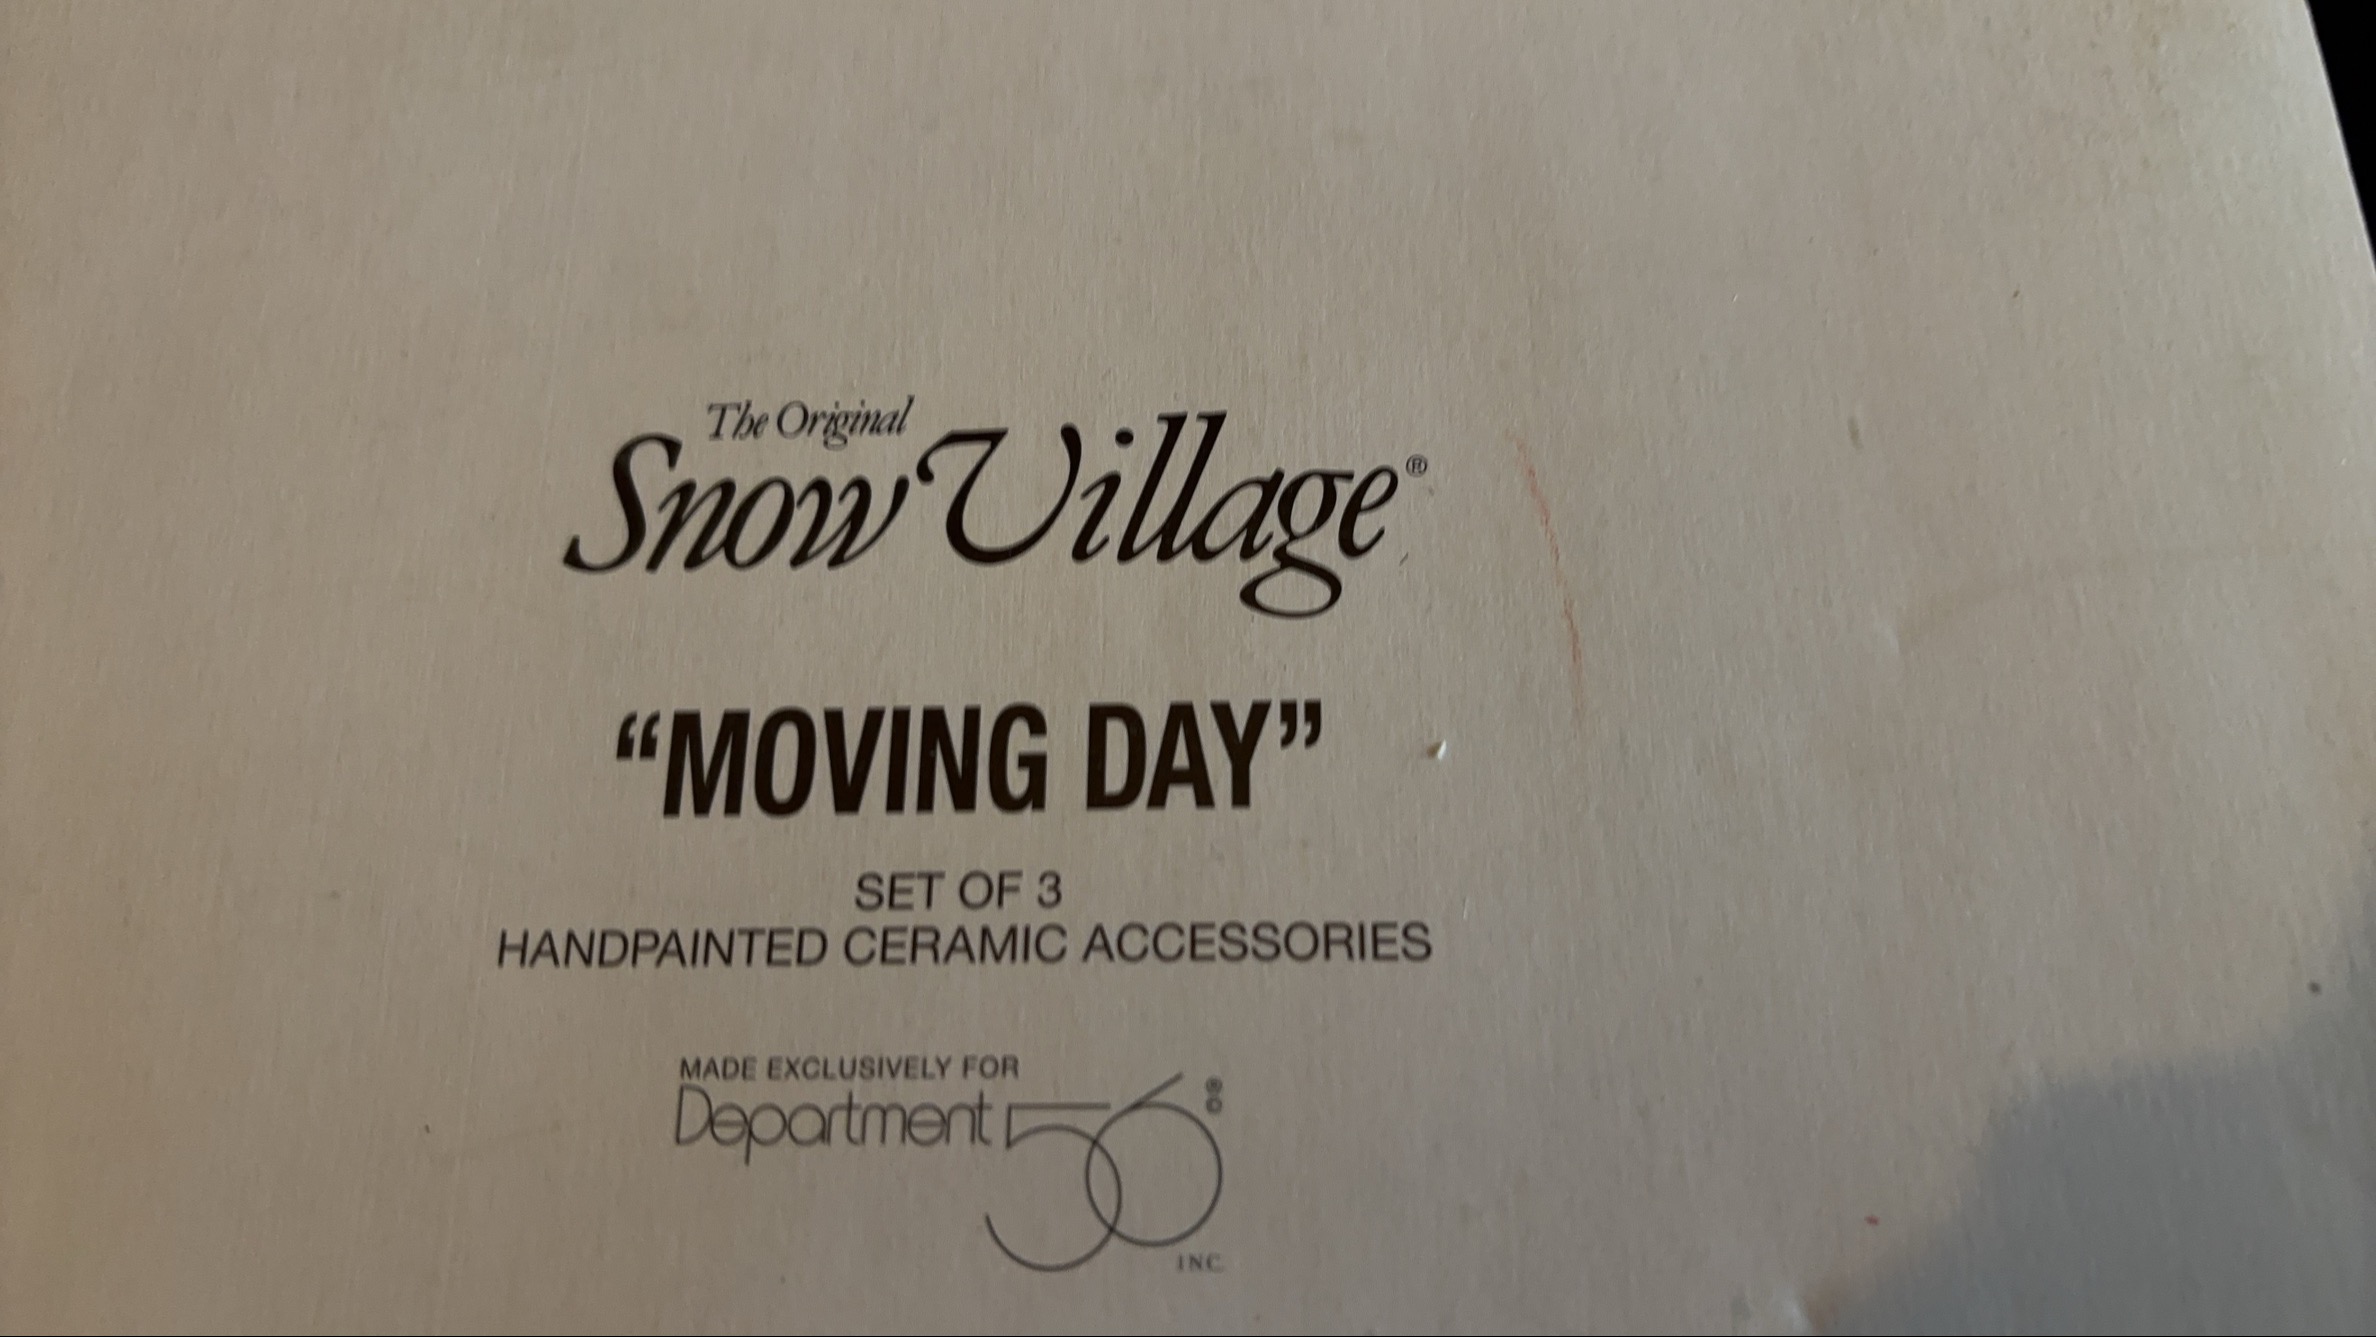 The Original
Snow Village®
“MOVING DAY”
SET OF 3
HANDPAINTED CERAMIC ACCESSORIES
MADE EXCLUSIVELY FOR
Department 56®
INC.